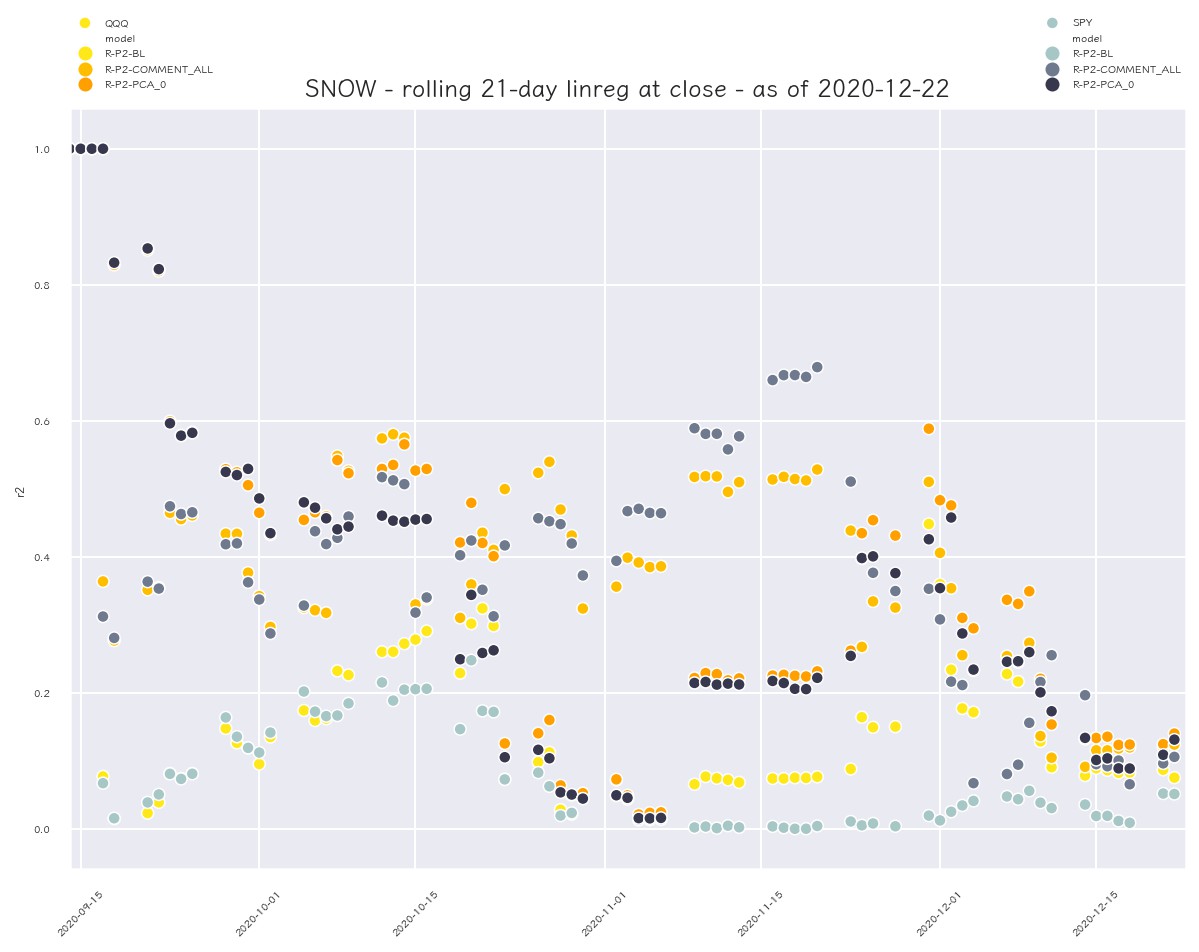 QQQ
model
R-P2-BL
R-P2-COMMENT_ALL
R-P2-PCA_0
SPY
model
R-P2-BL
R-P2-COMMENT_ALL
R-P2-PCA_0
SNOW - rolling 21-day linreg at close - as of 2020-12-22
1.0
0.8
0.6
0.4
0.2
0.0
r2
2020-09-15
2020-10-01
2020-10-15
2020-11-01
2020-11-15
2020-12-01
2020-12-15